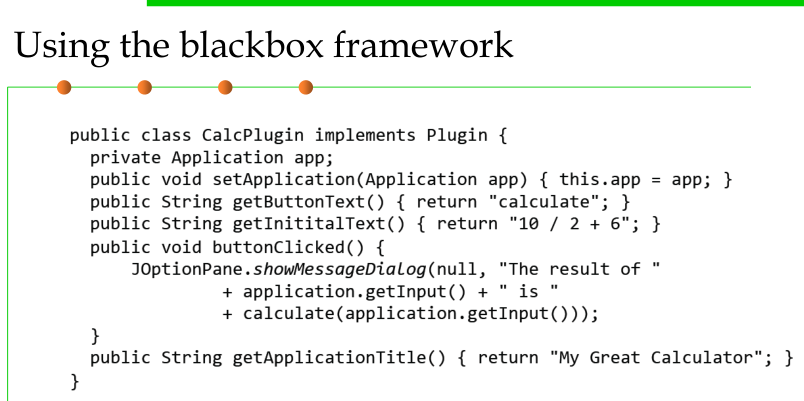 Using the blackbox framework
public class CalcPlugin implements Plugin {
private Application app;
public void setApplication(Application app) { this.app = app; }
public String getButtonText() { return "calculate"; }
public String getInititalText() { return "10 / 2 + 6"; }
public void buttonClicked() {
JOptionPane.showMessageDialog(null, "The result of "
+ application.getInput() + " is "
+ calculate(application.getInput()));
}
public String getApplicationTitle() { return "My Great Calculator"; }
}